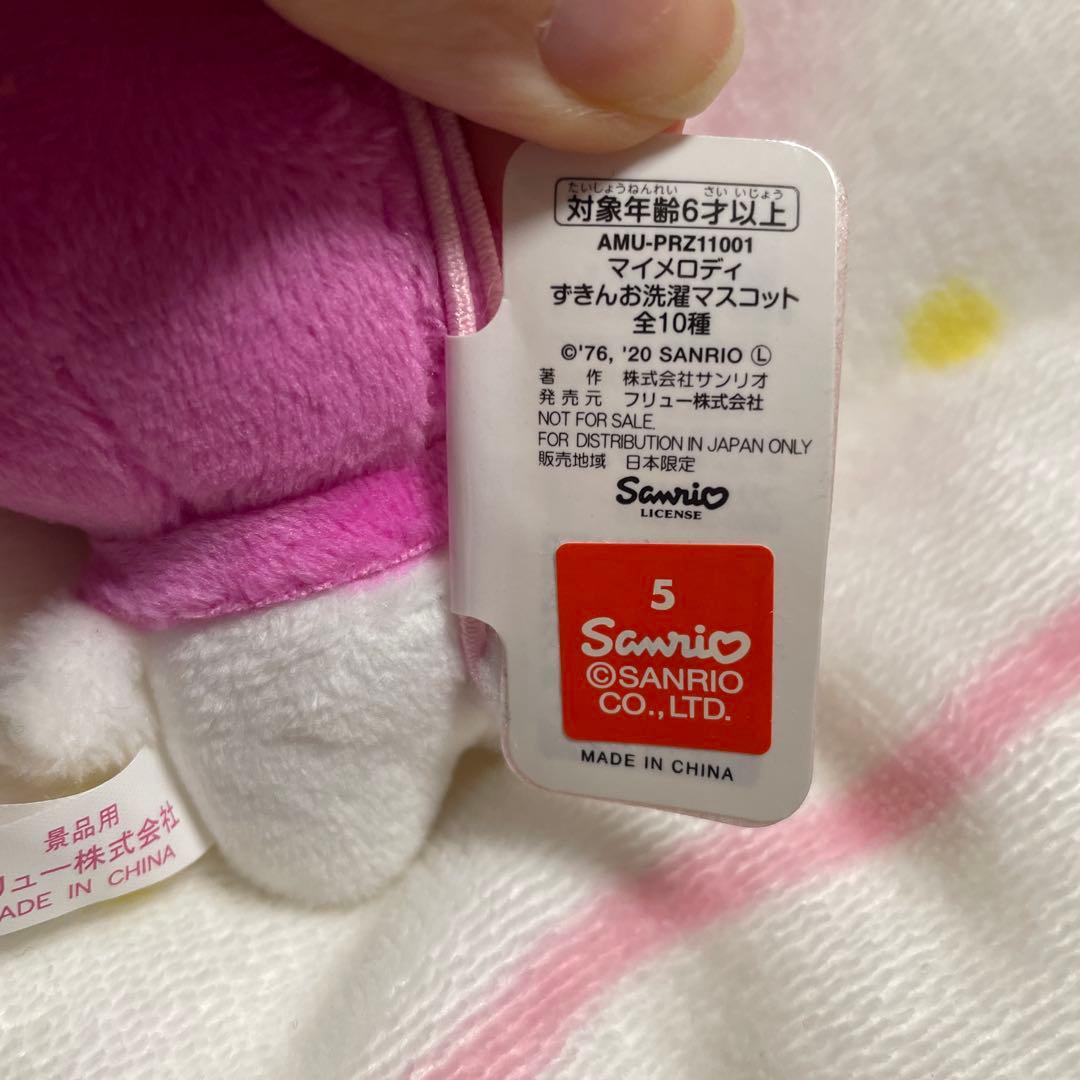 たいしょうねんれい さい いじょう
対象年齢6才以上
AMU-PRZ11001
マイメロディ
ずきんお洗濯マスコット
全10種
©'76, '20 SANRIO Ⓛ
著 作 株式会社サンリオ
発売元 フリュー株式会社
NOT FOR SALE.
FOR DISTRIBUTION IN JAPAN ONLY
販売地域 日本限定
Sanrio
LICENSE
5
Sanrio
©SANRIO
CO.,LTD.
MADE IN CHINA
景品用
リュー株式会社
ADE IN CHINA